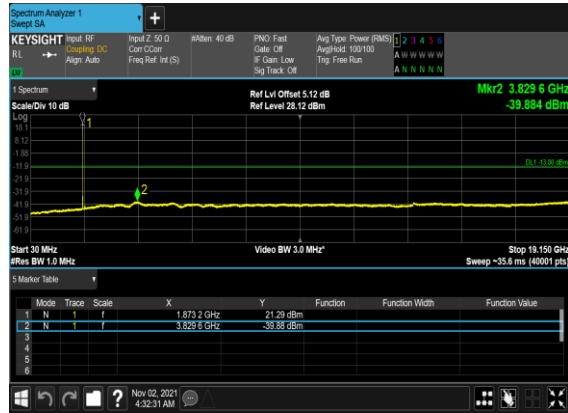 Spectrum Analyzer 1
Swept SA
KEYSIGHT Input: RF Input Z: 50 Ω #Atten: 40 dB PNO: Fast Avg Type: Power (RMS) 1 2 3 4 5 6
RL Coupling: DC Corr CCorr Gate: Off Avg|Hold: 100/100 A W W W W W
Align: Auto Freq Ref: Int (S) IF Gain: Low Trig: Free Run
Sig Track: Off A N N N N N
1 Spectrum Ref Lvl Offset 5.12 dB Mkr2 3.829 6 GHz
Scale/Div 10 dB Ref Level 28.12 dBm -39.884 dBm
Log
18.1 1
8.12
-1.88
-11.9 DL1 -13.00 dBm
-21.9
-31.9 2
-41.9
-51.9
-61.9
Start 30 MHz Video BW 3.0 MHz* Stop 19.150 GHz
#Res BW 1.0 MHz Sweep ~35.6 ms (40001 pts)
5 Marker Table
Mode Trace Scale X Y Function Function Width Function Value
1 N 1 f 1.873 2 GHz 21.29 dBm
2 N 1 f 3.829 6 GHz -39.88 dBm
3
4
5
6
? Nov 02, 2021
4:32:31 AM